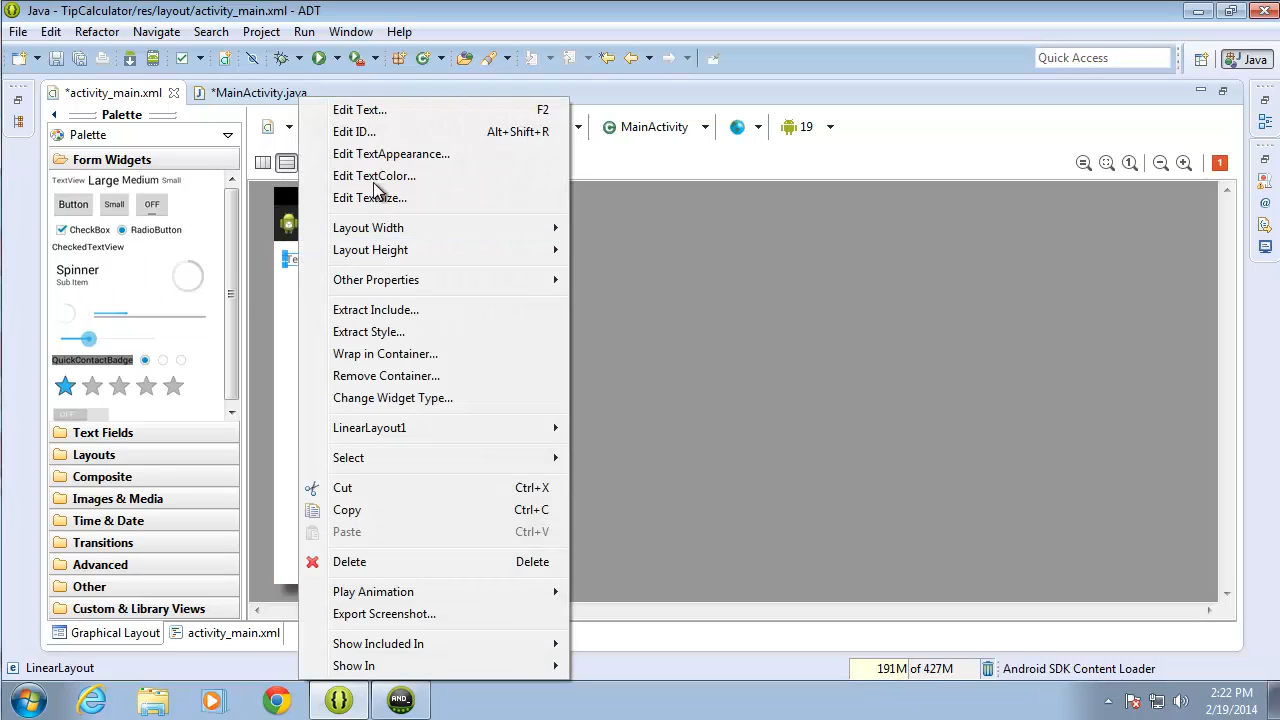 Java - TipCalculator/res/layout/activity_main.xml - ADT
File Edit Refactor Navigate Search Project Run Window Help
Quick Access
Java
*activity_main.xml
*MainActivity.java
Palette
Palette
Form Widgets
TextView Large Medium Small
Button Small OFF
CheckBox RadioButton
CheckedTextView
Spinner
Sub Item
QuickContactBadge
OFF
Text Fields
Layouts
Composite
Images & Media
Time & Date
Transitions
Advanced
Other
Custom & Library Views
Graphical Layout
activity_main.xml
MainActivity
19
1
Edit Text... F2
Edit ID... Alt+Shift+R
Edit TextAppearance...
Edit TextColor...
Edit TextSize...
Layout Width
Layout Height
Other Properties
Extract Include...
Extract Style...
Wrap in Container...
Remove Container...
Change Widget Type...
LinearLayout1
Select
Cut Ctrl+X
Copy Ctrl+C
Paste Ctrl+V
Delete Delete
Play Animation
Export Screenshot...
Show Included In
Show In
LinearLayout
191M of 427M
Android SDK Content Loader
AND_
2:22 PM
2/19/2014